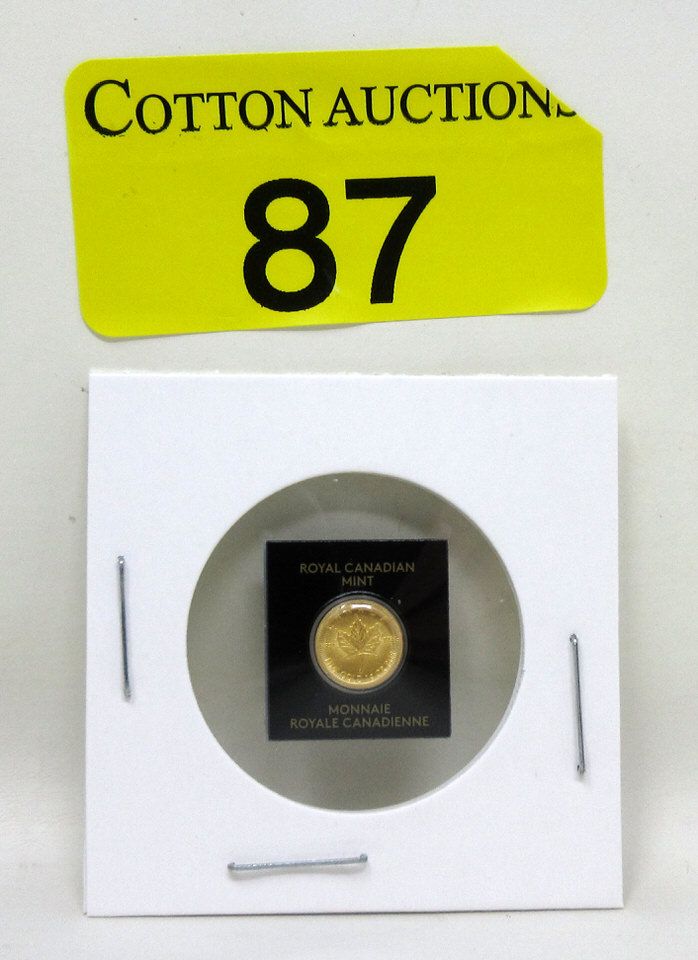 COTTON AUCTIONS
87
ROYAL CANADIAN
MINT
MONNAIE
ROYALE CANADIENNE